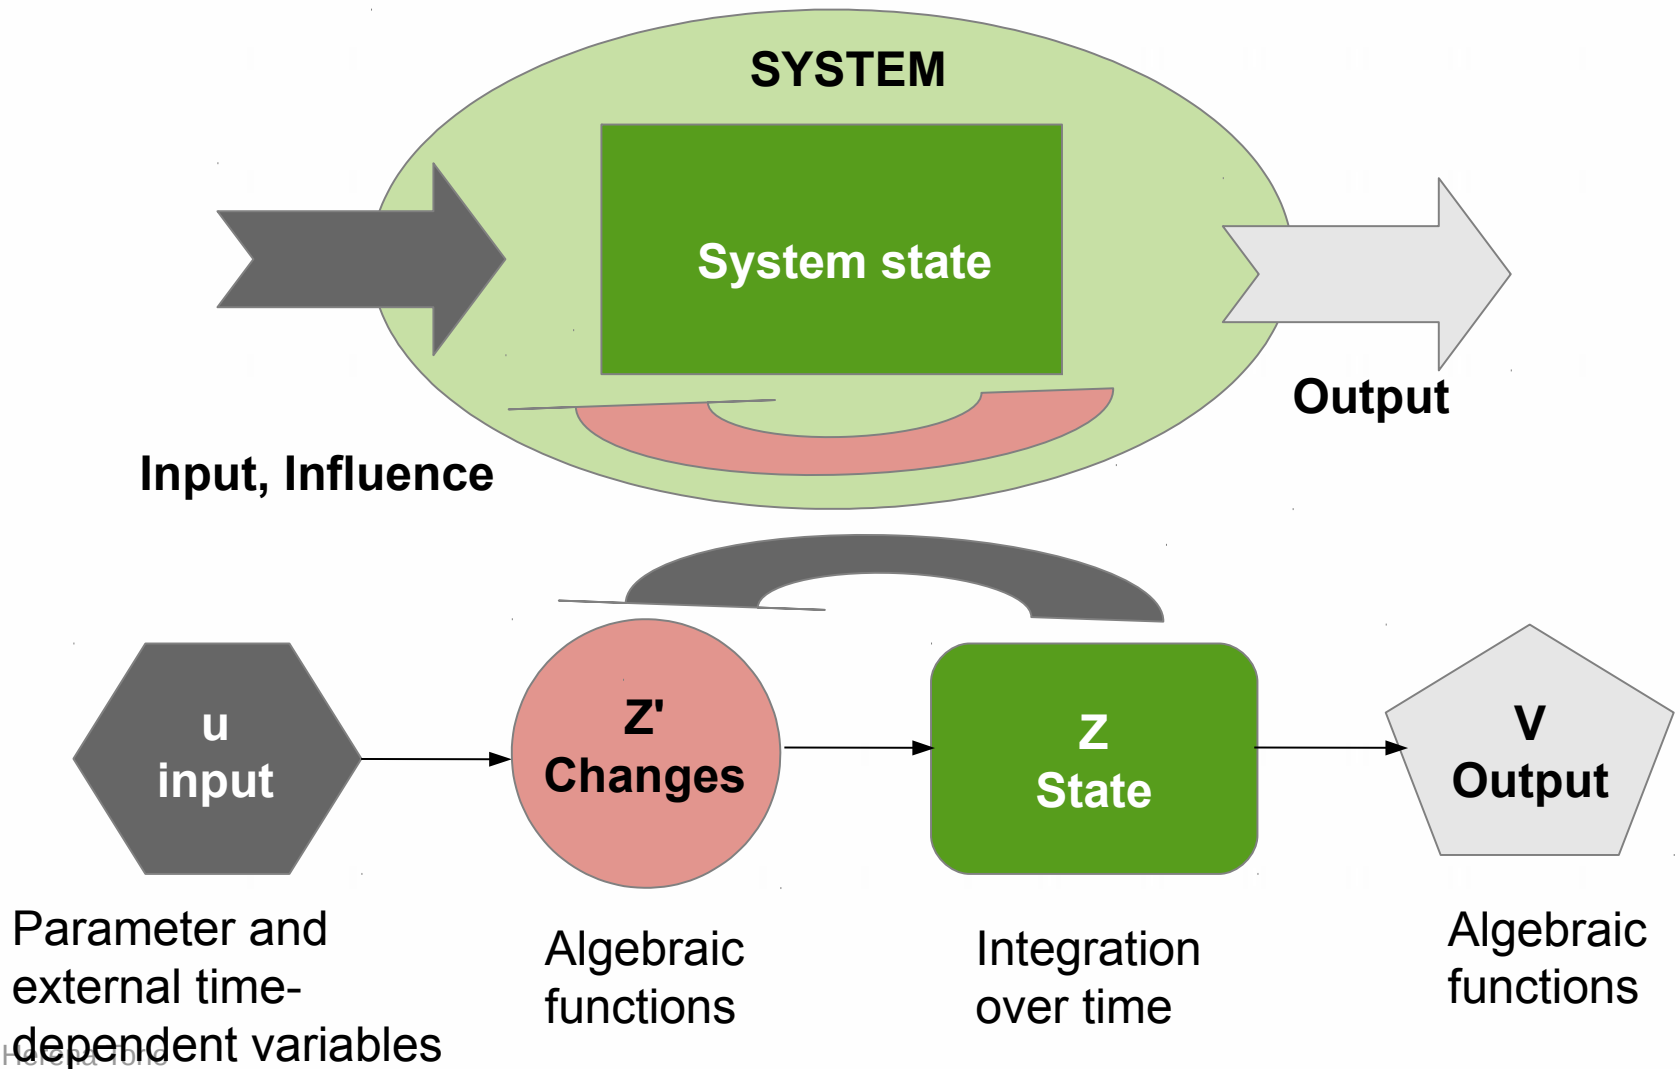 SYSTEM
System state
Output
Input, Influence
u
input
Z'
Changes
Z
State
V
Output
Parameter and
external time-
dependent variables
Algebraic
functions
Integration
over time
Algebraic
functions